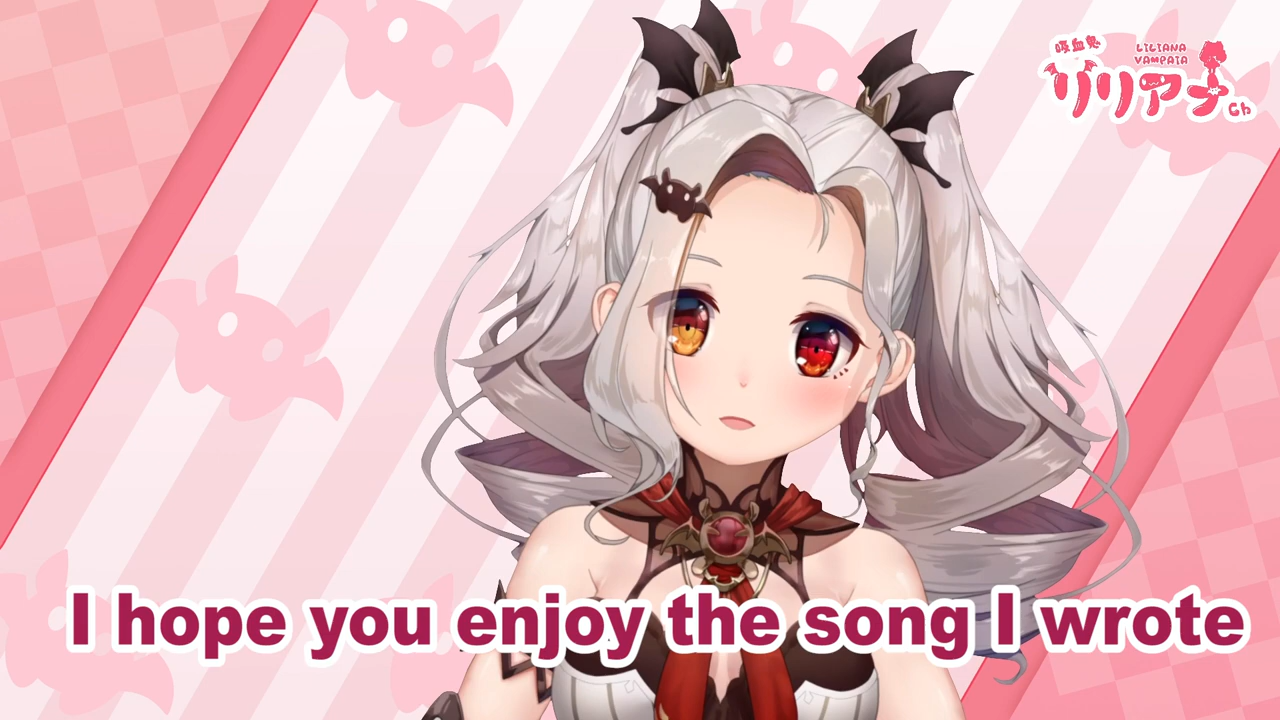 吸血鬼
LILIANA
VAMPAIA
リリアナ
Ch
I hope you enjoy the song I wrote